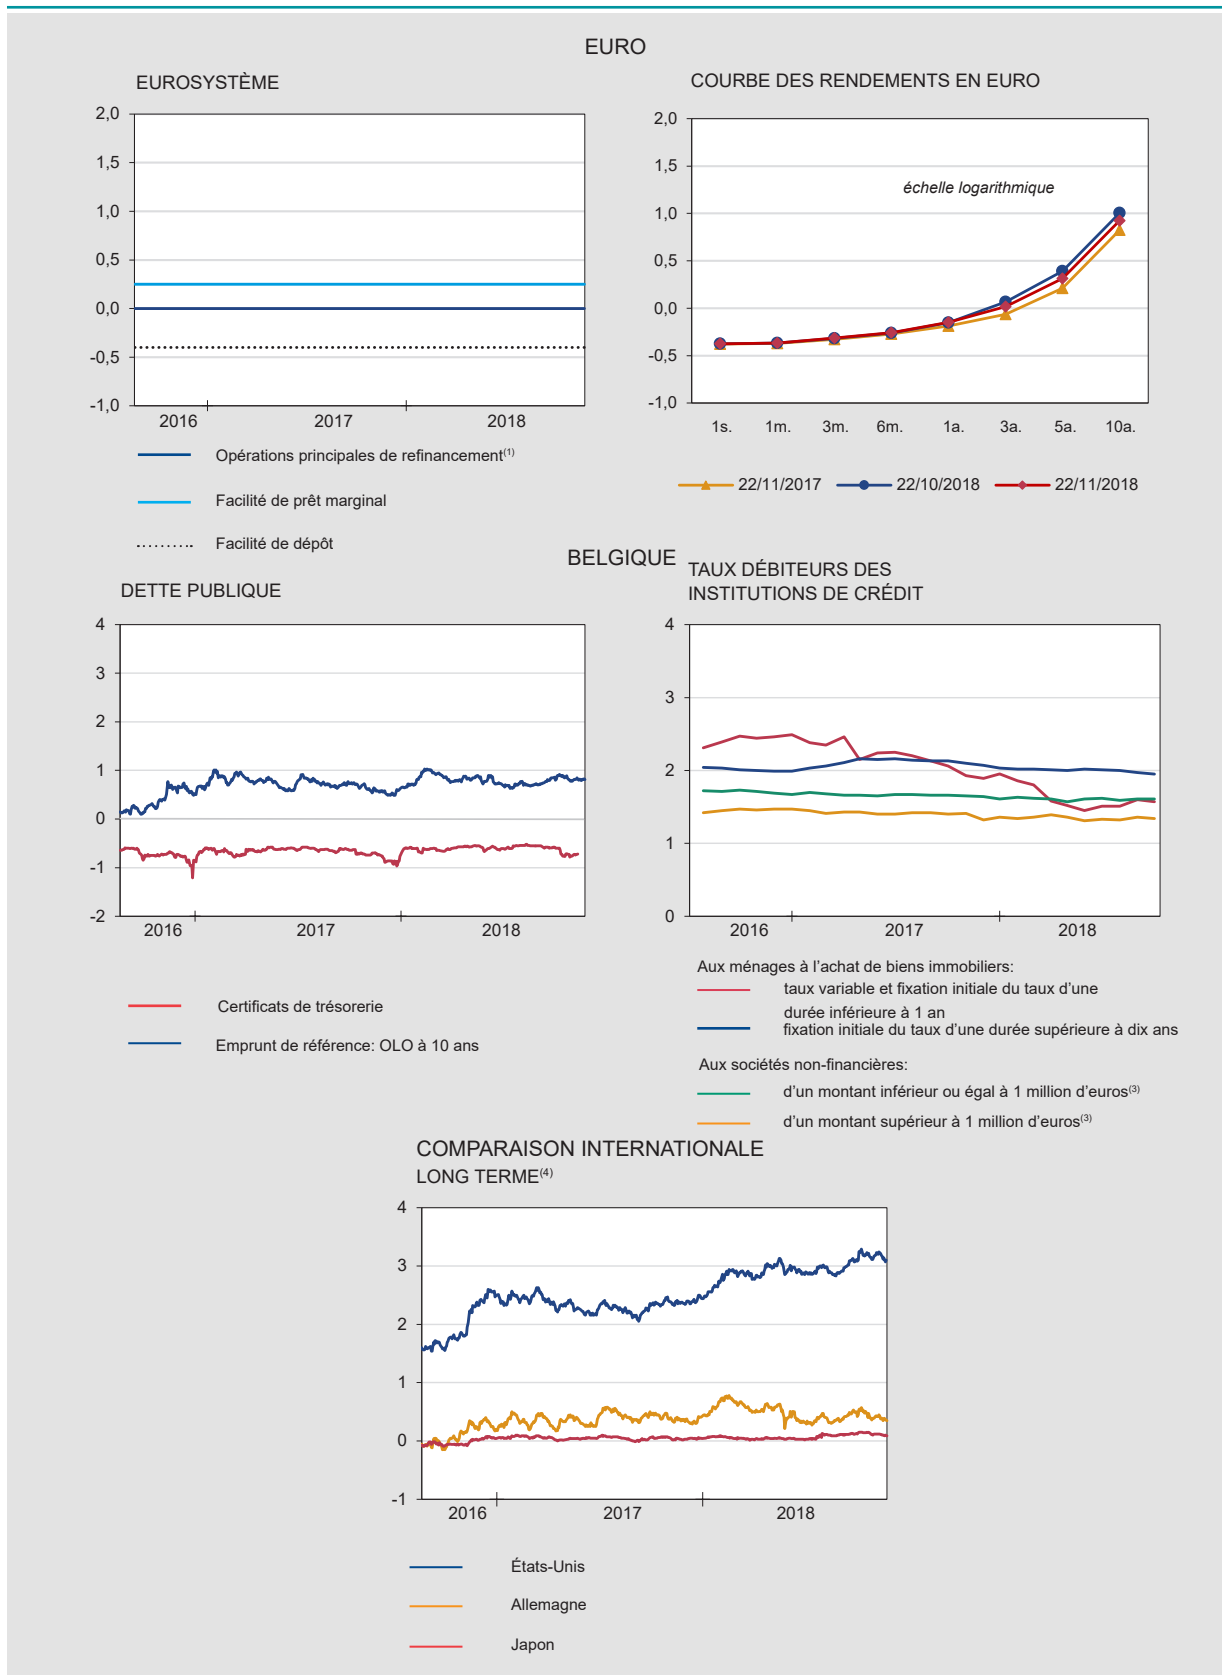 EURO
EUROSYSTÈME
2,0
1,5
1,0
0,5
0,0
-0,5
-1,0
2016 2017 2018
Opérations principales de refinancement(1)
Facilité de prêt marginal
Facilité de dépôt
COURBE DES RENDEMENTS EN EURO
2,0
1,5
1,0
0,5
0,0
-0,5
-1,0
échelle logarithmique
1s. 1m. 3m. 6m. 1a. 3a. 5a. 10a.
22/11/2017 22/10/2018 22/11/2018
BELGIQUE
DETTE PUBLIQUE
4
3
2
1
0
-1
-2
2016 2017 2018
Certificats de trésorerie
Emprunt de référence: OLO à 10 ans
TAUX DÉBITEURS DES
INSTITUTIONS DE CRÉDIT
4
3
2
1
0
2016 2017 2018
Aux ménages à l'achat de biens immobiliers:
taux variable et fixation initiale du taux d'une
durée inférieure à 1 an
fixation initiale du taux d'une durée supérieure à dix ans
Aux sociétés non-financières:
d'un montant inférieur ou égal à 1 million d'euros(3)
d'un montant supérieur à 1 million d'euros(3)
COMPARAISON INTERNATIONALE
LONG TERME(4)
4
3
2
1
0
-1
2016 2017 2018
États-Unis
Allemagne
Japon